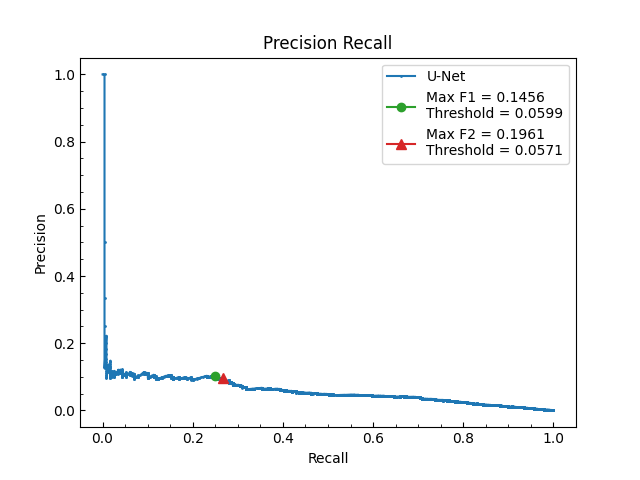 Precision Recall
U-Net
Max F1 = 0.1456
Threshold = 0.0599
Max F2 = 0.1961
Threshold = 0.0571
Precision
1.0
0.8
0.6
0.4
0.2
0.0
0.0 0.2 0.4 0.6 0.8 1.0
Recall